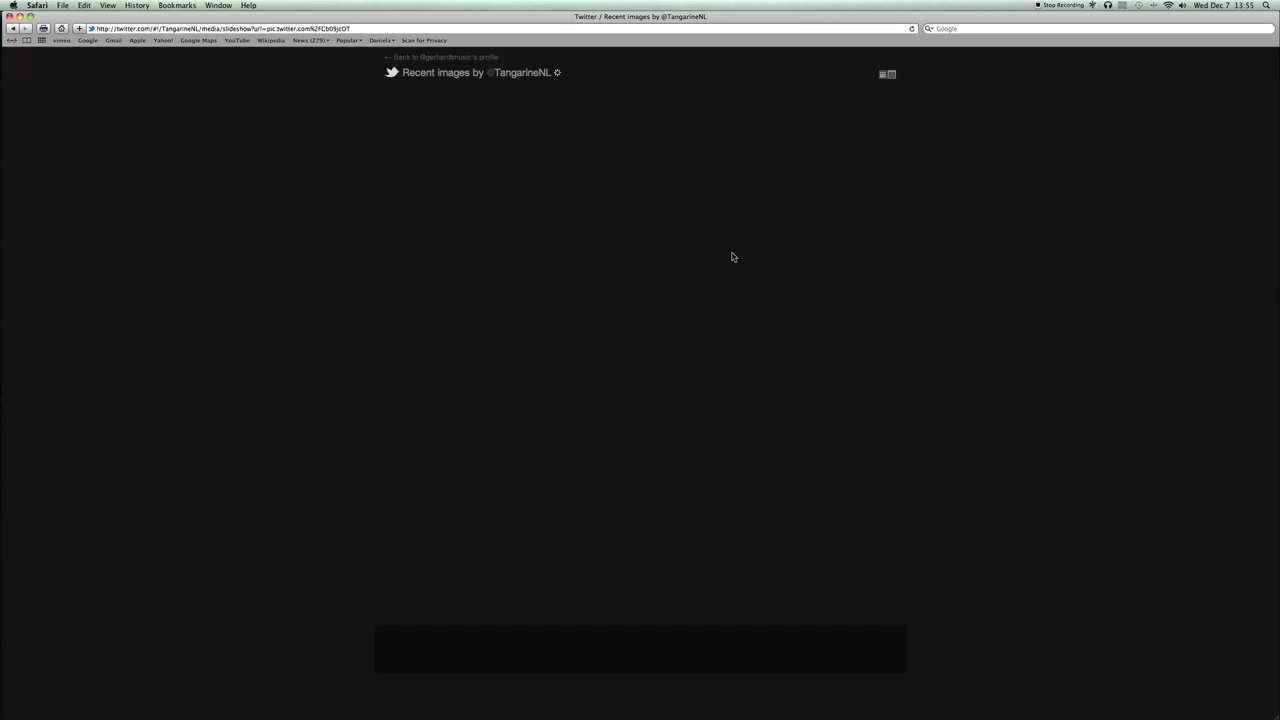 Safari File Edit View History Bookmarks Window Help Stop Recording Wed Dec 7 13:55
Twitter / Recent images by @TangarineNL
http://twitter.com/#!/TangarineNL/media/slideshow?url=pic.twitter.com%2FCb09jcOT Google
vimeo Google Gmail Apple Yahoo! Google Maps YouTube Wikipedia News (279) Popular Daniela Scan for Privacy
← Back to @gerhardtmusic's profile
Recent images by @TangarineNL